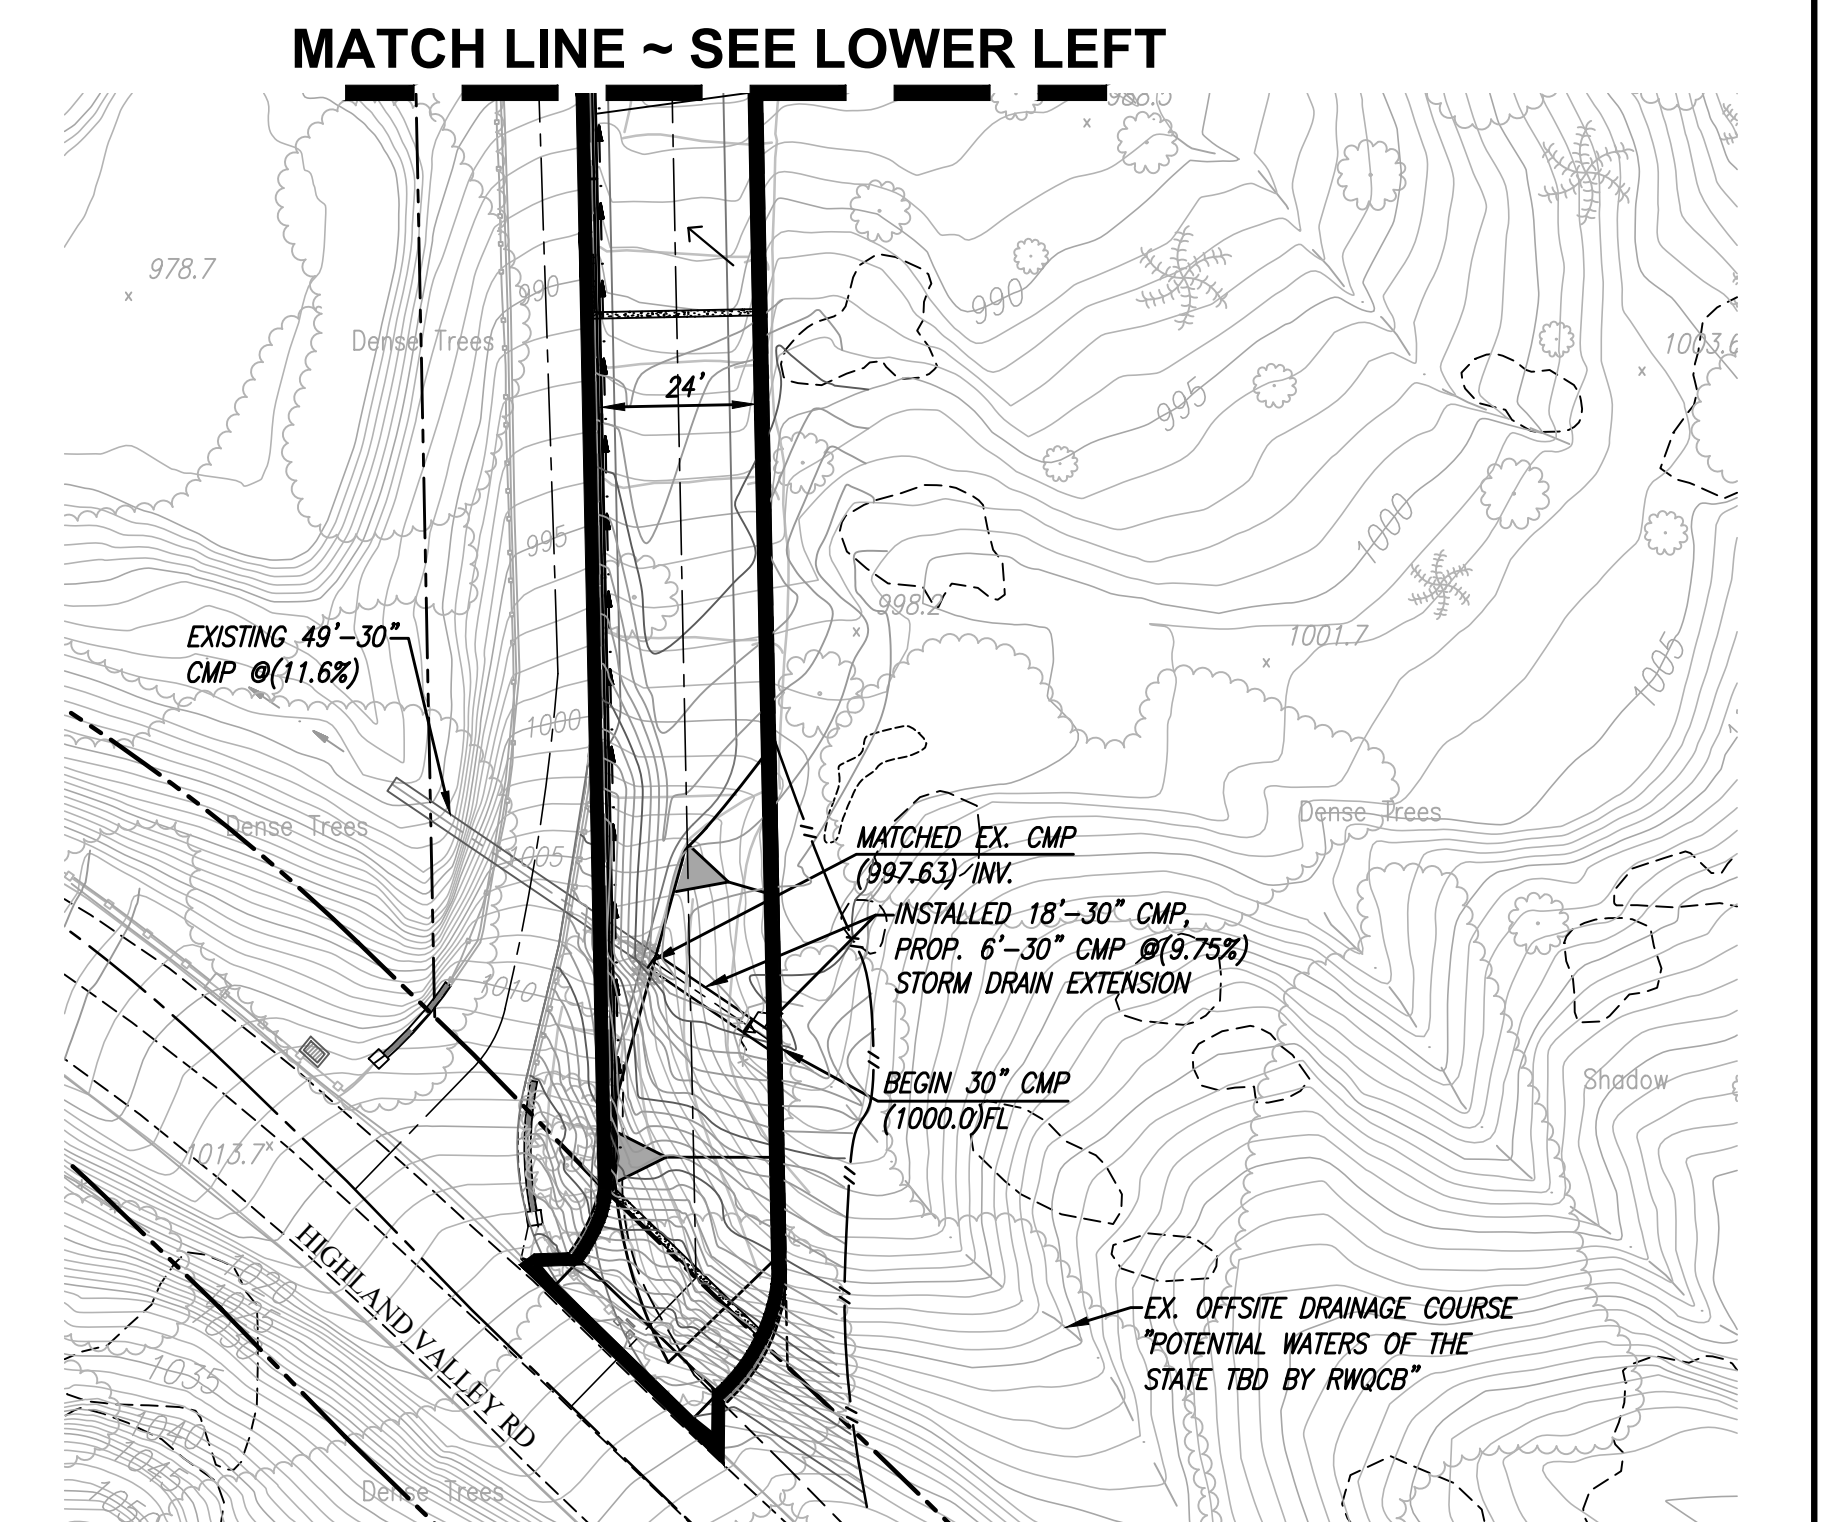 MATCH LINE ~ SEE LOWER LEFT
988.5
978.7
990
990
Dense Trees
1003.6
24'
995
1000
995
998.2
EXISTING 49'-30"
CMP @(11.6%)
1001.7
1005
1000
Dense Trees
Dense Trees
1005
MATCHED EX. CMP
(997.63) INV.
INSTALLED 18'-30" CMP,
PROP. 6'-30" CMP @(9.75%)
STORM DRAIN EXTENSION
1010
BEGIN 30" CMP
(1000.0)FL
Shadow
1013.7
HIGHLAND VALLEY RD
1020
1035
1040
1045
EX. OFFSITE DRAINAGE COURSE
"POTENTIAL WATERS OF THE
STATE TBD BY RWQCB"
Dense Trees